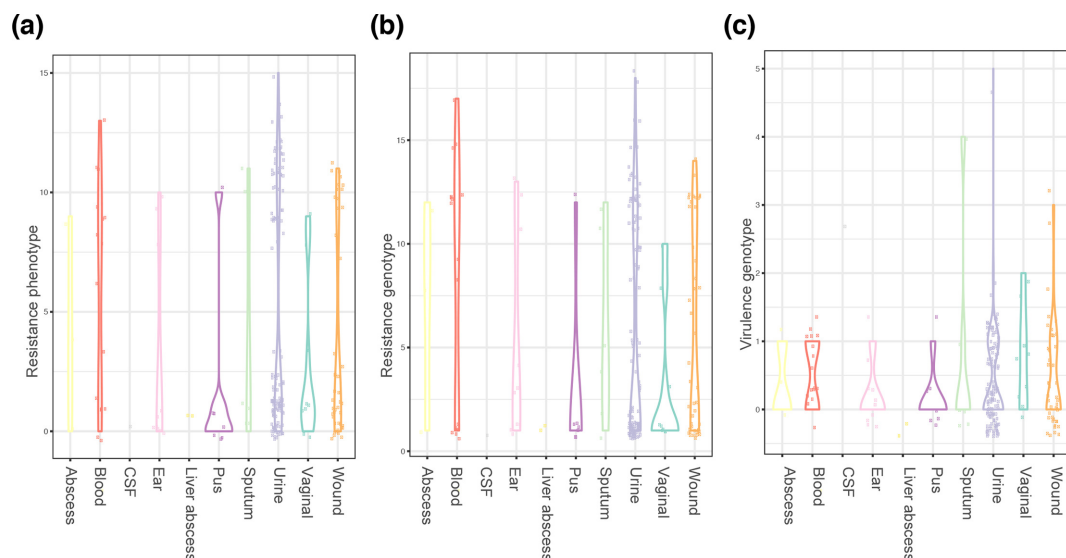 (a)
(b)
(c)
Resistance phenotype
15
10
5
0
Abscess
Blood
CSF
Ear
Liver abscess
Pus
Sputum
Urine
Vaginal
Wound
Resistance genotype
15
10
5
0
Abscess
Blood
CSF
Ear
Liver abscess
Pus
Sputum
Urine
Vaginal
Wound
Virulence genotype
5
4
3
2
1
0
Abscess
Blood
CSF
Ear
Liver abscess
Pus
Sputum
Urine
Vaginal
Wound